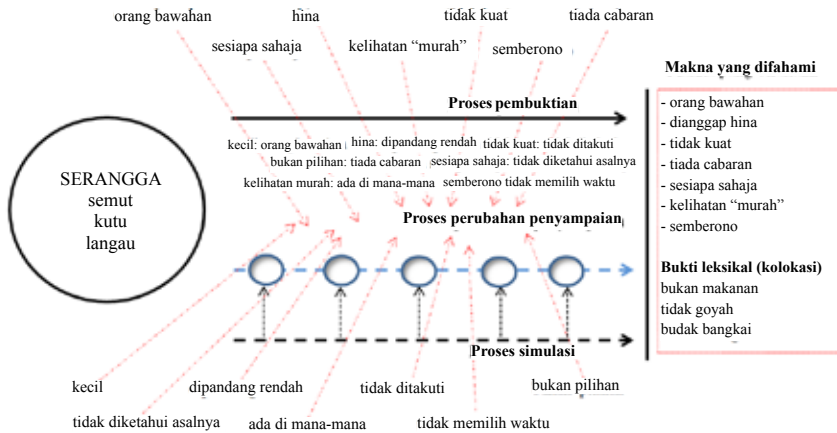 orang bawahan
hina
tidak kuat
tiada cabaran
sesiapa sahaja
kelihatan “murah”
semberono
Proses pembuktian
kecil: orang bawahan
hina: dipandang rendah
tidak kuat: tidak ditakuti
bukan pilihan: tiada cabaran
sesiapa sahaja: tidak diketahui asalnya
kelihatan murah: ada di mana-mana
semberono tidak memilih waktu
SERANGGA
semut
kutu
langau
Proses perubahan penyampaian
Proses simulasi
kecil
dipandang rendah
tidak ditakuti
bukan pilihan
tidak diketahui asalnya
ada di mana-mana
tidak memilih waktu
Makna yang difahami
- orang bawahan
- dianggap hina
- tidak kuat
- tiada cabaran
- sesiapa sahaja
- kelihatan “murah”
- semberono
Bukti leksikal (kolokasi)
bukan makanan
tidak goyah
budak bangkai